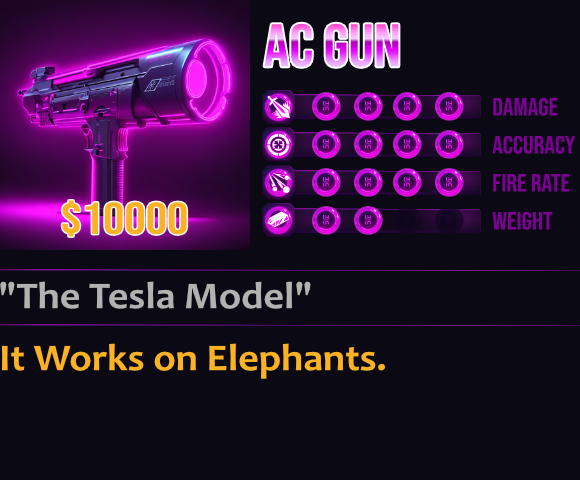 AC GUN
DAMAGE
ACCURACY
FIRE RATE
WEIGHT
$10000
"The Tesla Model"
It Works on Elephants.